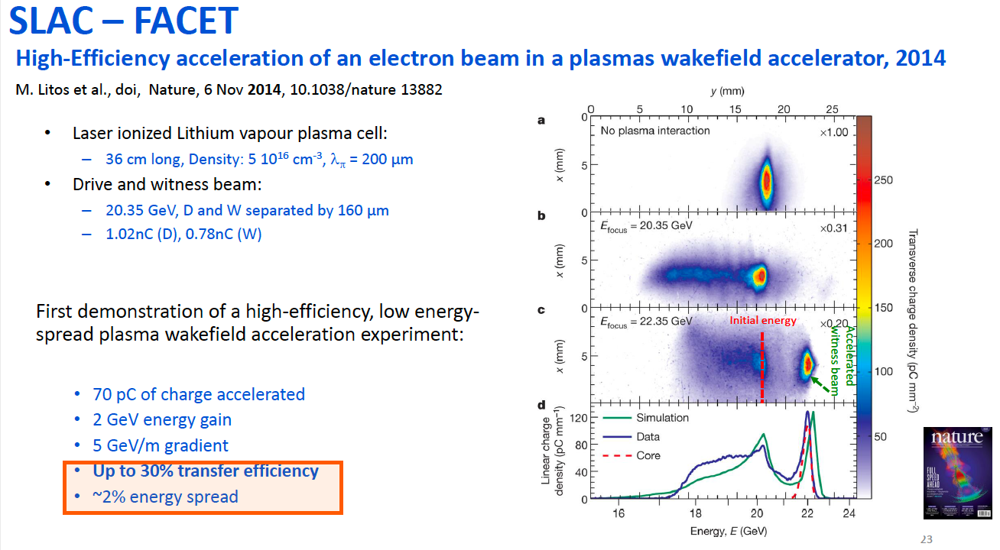 SLAC – FACET
High-Efficiency acceleration of an electron beam in a plasmas wakefield accelerator, 2014
M. Litos et al., doi, Nature, 6 Nov 2014, 10.1038/nature 13882
• Laser ionized Lithium vapour plasma cell:
– 36 cm long, Density: 5 10¹⁶ cm⁻³, λπ = 200 µm
• Drive and witness beam:
– 20.35 GeV, D and W separated by 160 µm
– 1.02nC (D), 0.78nC (W)
First demonstration of a high-efficiency, low energy-
spread plasma wakefield acceleration experiment:
• 70 pC of charge accelerated
• 2 GeV energy gain
• 5 GeV/m gradient
• Up to 30% transfer efficiency
• ~2% energy spread
y (mm)
0 5 10 15 20 25
a
No plasma interaction
×1.00
x (mm)
0
5
b
E focus = 20.35 GeV
×0.31
x (mm)
0
5
c
E focus = 22.35 GeV
Initial energy
×0.20
Accelerated
witness beam
x (mm)
0
5
d
Simulation
Data
Core
Linear charge
density (pC mm⁻¹)
120
80
40
0
16 18 20 22 24
Energy, E (GeV)
250
200
150
100
50
Transverse charge density (pC mm⁻²)
nature
FULL
SPEED
AHEAD
23